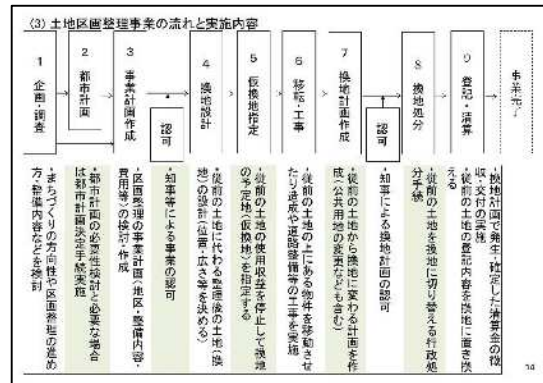 (3) 土地区画整理事業の流れと実施内容
1 企画・調査
2 都市計画
3 事業計画作成
認可
4 換地設計
5 仮換地指定
6 移転・工事
7 換地計画作成
認可
8 換地処分
9 登記・清算
事業完了
・まちづくりの方向性や区画整理の進め
方・整備内容などを検討
・都市計画の必要性検討と必要な場合
は都市計画決定手続実施
・区画整理の事業計画(地区・整備内容・
費用等)の検討・作成
・知事等による事業の認可
・従前の土地に代わる整理後の土地(換
地)の設計(位置・広さ等を決める)
・従前の土地の使用収益を停止して換地
の予定地(仮換地)を指定する
・従前の土地の上にある物件を移動させ
たり造成や道路整備等の工事を実施
・従前の土地から換地に変わる計画を作
成(公共用地の変更なども含む)
・知事による換地計画の認可
・従前の土地を換地に切り替える行政処
分手続
・従前の土地の登記内容を換地に置き換
える
・換地計画で発生・確定した清算金の徴
収・交付の実施
14